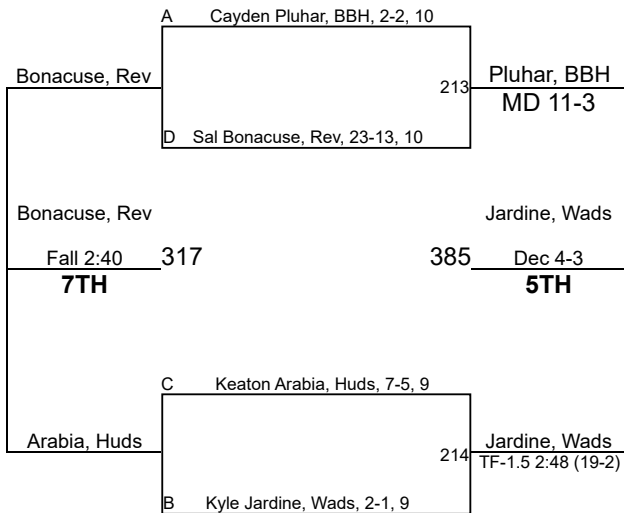 A Cayden Pluhar, BBH, 2-2, 10
Bonacuse, Rev
213
Pluhar, BBH
MD 11-3
D Sal Bonacuse, Rev, 23-13, 10
Bonacuse, Rev
Jardine, Wads
Fall 2:40
317
385
Dec 4-3
7TH
5TH
C Keaton Arabia, Huds, 7-5, 9
Arabia, Huds
214
Jardine, Wads
TF-1.5 2:48 (19-2)
B Kyle Jardine, Wads, 2-1, 9